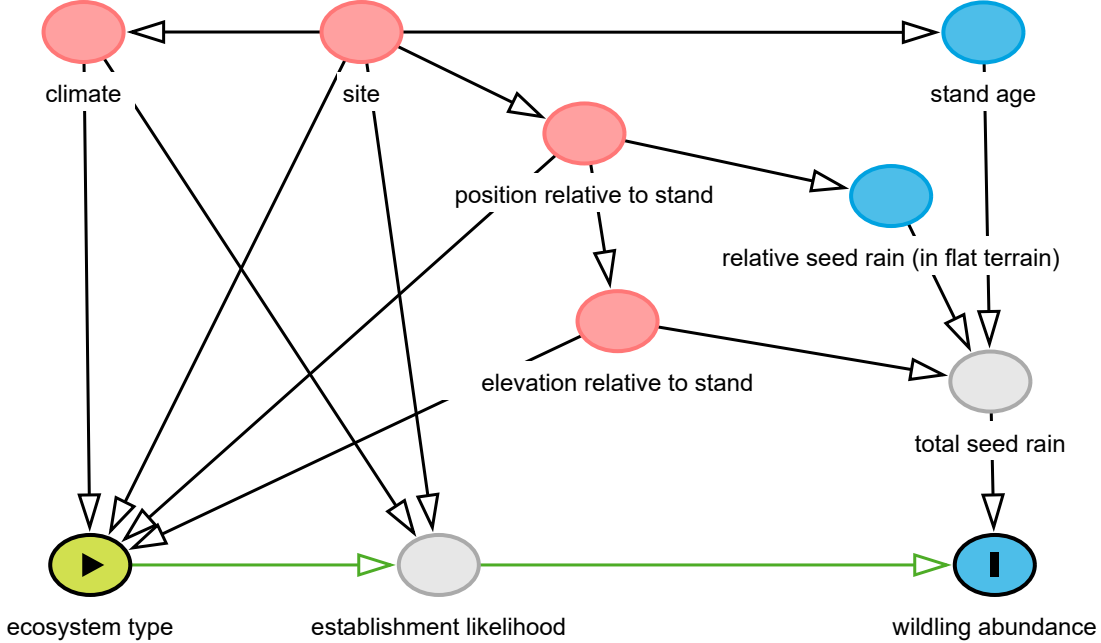 climate
site
stand age
position relative to stand
relative seed rain (in flat terrain)
elevation relative to stand
total seed rain
ecosystem type
establishment likelihood
wildling abundance